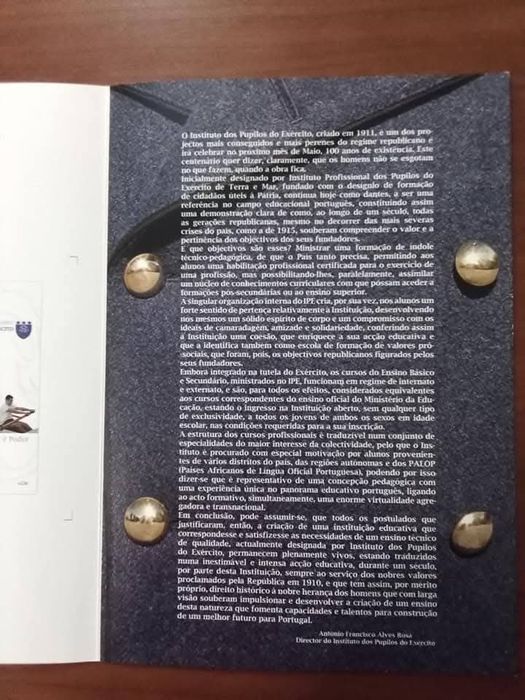 O Instituto dos Pupilos do Exército, criado em 1911, é um dos pro-
jectos mais conseguidos e mais perenes do regime republicano e
irá celebrar no próximo mês de Maio, 100 anos de existência. Este
centenário quer dizer, claramente, que os homens não se esgotam
no que fazem, quando a obra fica.
Inicialmente designado por Instituto Profissional dos Pupilos do
Exército de Terra e Mar, fundado com o desígnio de formação
de cidadãos úteis à Pátria, continua hoje como dantes, a ser uma
referência no campo educacional português, constituindo assim
uma demonstração clara de como, ao longo de um século, todas
as gerações republicanas, mesmo no decorrer das mais severas
crises do país, como a de 1915, souberam compreender o valor e a
pertinência dos objectivos dos seus fundadores.
E que objectivos são esses? Ministrar uma formação de índole
técnico-pedagógica, de que o País tanto precisa, permitindo aos
alunos uma habilitação profissional certificada para o exercício de
uma profissão, mas possibilitando-lhes, paralelamente, assimilar
um núcleo de conhecimentos curriculares com que possam aceder a
formações pós-secundárias ou ao ensino superior.
A singular organização interna do IPE cria, por sua vez, nos alunos um
forte sentido de pertença relativamente à Instituição, desenvolvendo
nos mesmos um sólido espírito de corpo e um compromisso com os
ideais de camaradagem, amizade e solidariedade, conferindo assim
à Instituição uma coesão, que enriquece a sua acção educativa e
que a identifica também como escola de formação de valores pró-
sociais, que foram, pois, os objectivos republicanos figurados pelos
seus fundadores.
Embora integrado na tutela do Exército, os cursos do Ensino Básico
e Secundário, ministrados no IPE, funcionam em regime de internato
e externato, e são, para todos os efeitos, considerados equivalentes
aos cursos correspondentes do ensino oficial do Ministério da Edu-
cação, estando o ingresso na Instituição aberto, sem qualquer tipo
de exclusividade, a todos os jovens de ambos os sexos em idade
escolar, nas condições requeridas para a sua inscrição.
A estrutura dos cursos profissionais é traduzível num conjunto de
especialidades do maior interesse da colectividade, pelo que o Ins-
tituto é procurado com especial motivação por alunos provenien-
tes de vários distritos do país, das regiões autónomas e dos PALOP
(Países Africanos de Língua Oficial Portuguesa), podendo por isso
dizer-se que é representativo de uma concepção pedagógica com
uma experiência única no panorama educativo português, ligando
ao acto formativo, simultaneamente, uma enorme virtualidade agre-
gadora e transnacional.
Em conclusão, pode assumir-se, que todos os postulados que
justificaram, então, a criação de uma instituição educativa que
correspondesse e satisfizesse as necessidades de um ensino técnico
de qualidade, actualmente designada por Instituto dos Pupilos
do Exército, permanecem plenamente vivos, estando traduzidos
numa inestimável e intensa acção educativa, durante um século,
por parte desta Instituição, sempre ao serviço dos nobres valores
proclamados pela República em 1910, e que tem assim, por mérito
próprio, direito histórico à nobre herança dos homens que com larga
visão souberam impulsionar e desenvolver a criação de um ensino
desta natureza que fomenta capacidades e talentos para construção
de um melhor futuro para Portugal.
António Francisco Alves Rosa
Director do Instituto dos Pupilos do Exército
é Poder